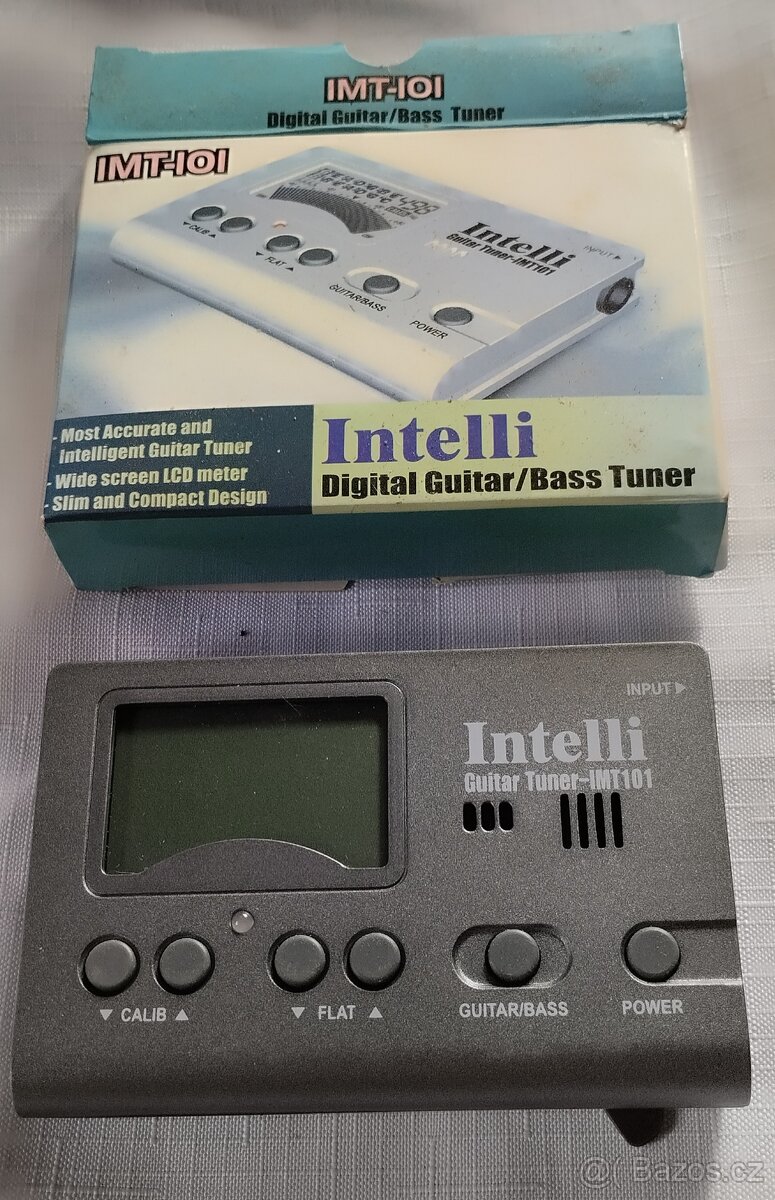 IMT-101
Digital Guitar/Bass Tuner
IMT-101
INPUT ▶
Intelli
Guitar Tuner-IMT101
▼ CALIB ▲
▼ FLAT ▲
GUITAR/BASS
POWER
- Most Accurate and
Intelligent Guitar Tuner
- Wide screen LCD meter
- Slim and Compact Design
Intelli
Digital Guitar/Bass Tuner
INPUT ▶
Intelli
Guitar Tuner-IMT101
▼ CALIB ▲
▼ FLAT ▲
GUITAR/BASS
POWER
Bazos.cz